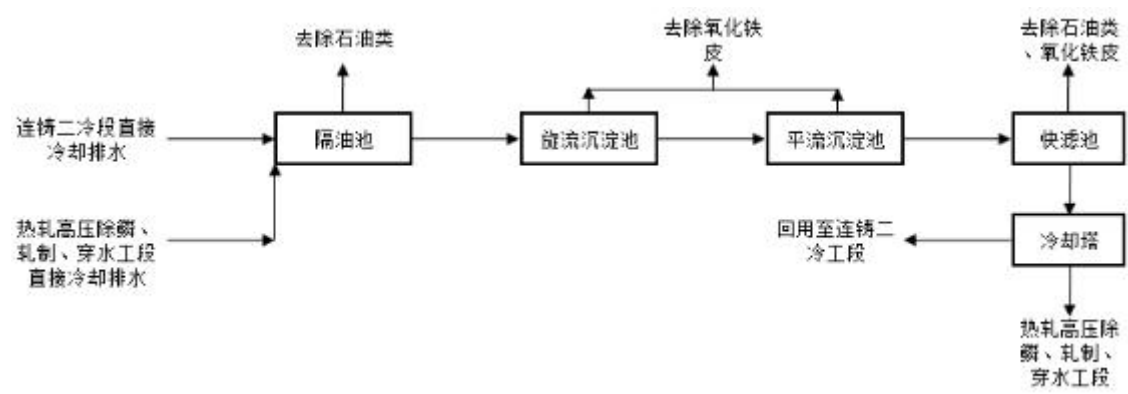 去除石油类
去除氧化铁
皮
去除石油类
、氧化铁皮
连铸二冷段直接
冷却排水
隔油池
旋流沉淀池
平流沉淀池
快滤池
热轧高压除鳞、
轧制、穿水工段
直接冷却排水
回用至连铸二
冷工段
冷却塔
热轧高压除
鳞、轧制、
穿水工段